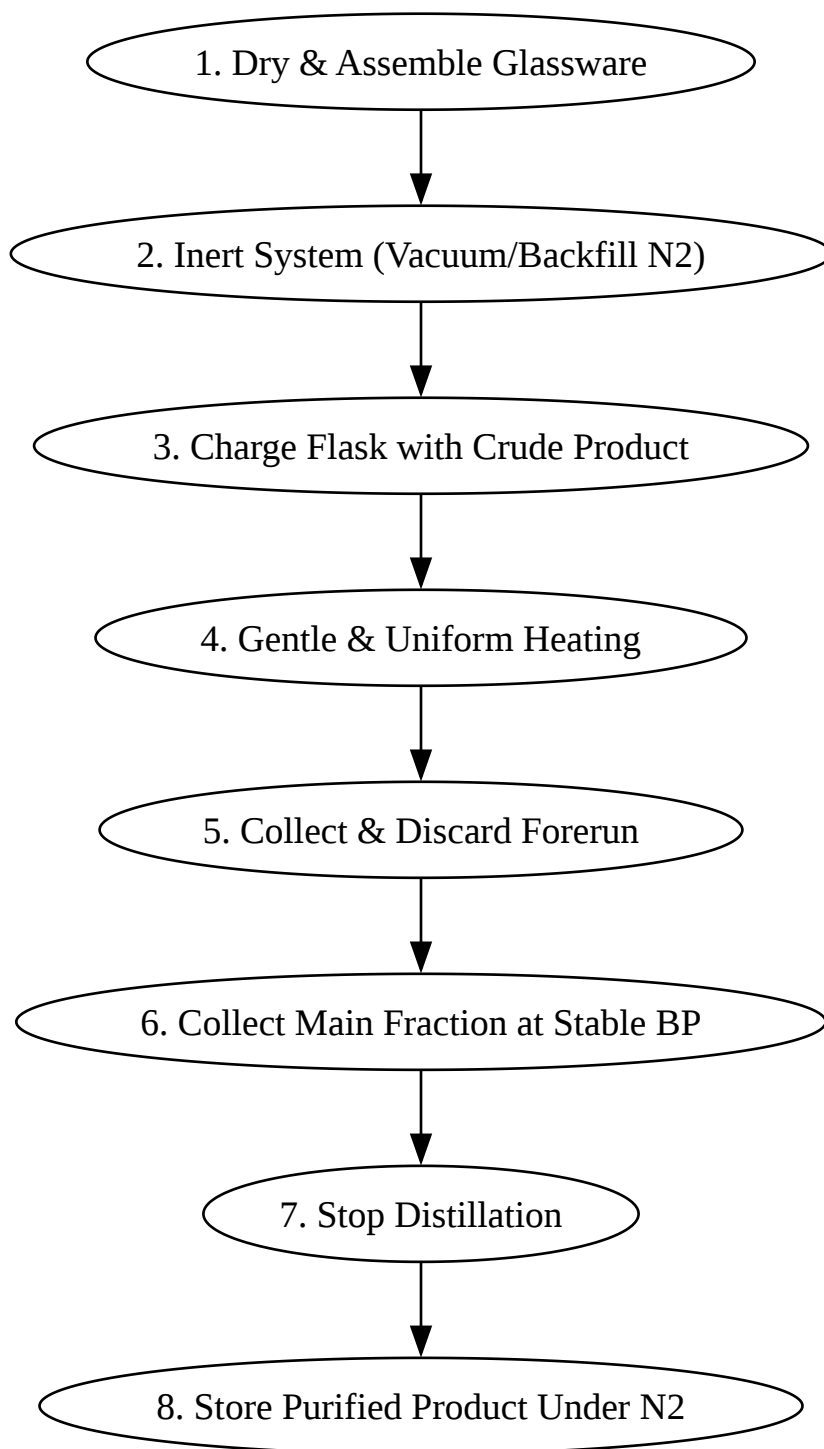 1. Dry & Assemble Glassware
2. Inert System (Vacuum/Backfill N2)
3. Charge Flask with Crude Product
4. Gentle & Uniform Heating
5. Collect & Discard Forerun
6. Collect Main Fraction at Stable BP
7. Stop Distillation
8. Store Purified Product Under N2